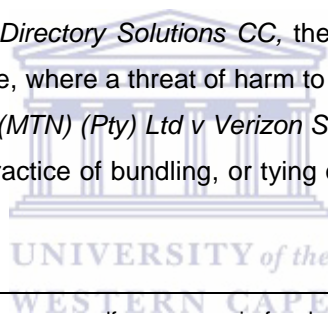 Directory Solutions CC, the
e, where a threat of harm to
(MTN) (Pty) Ltd v Verizon S
ractice of bundling, or tying o
UNIVERSITY of the
WESTERN CAPE